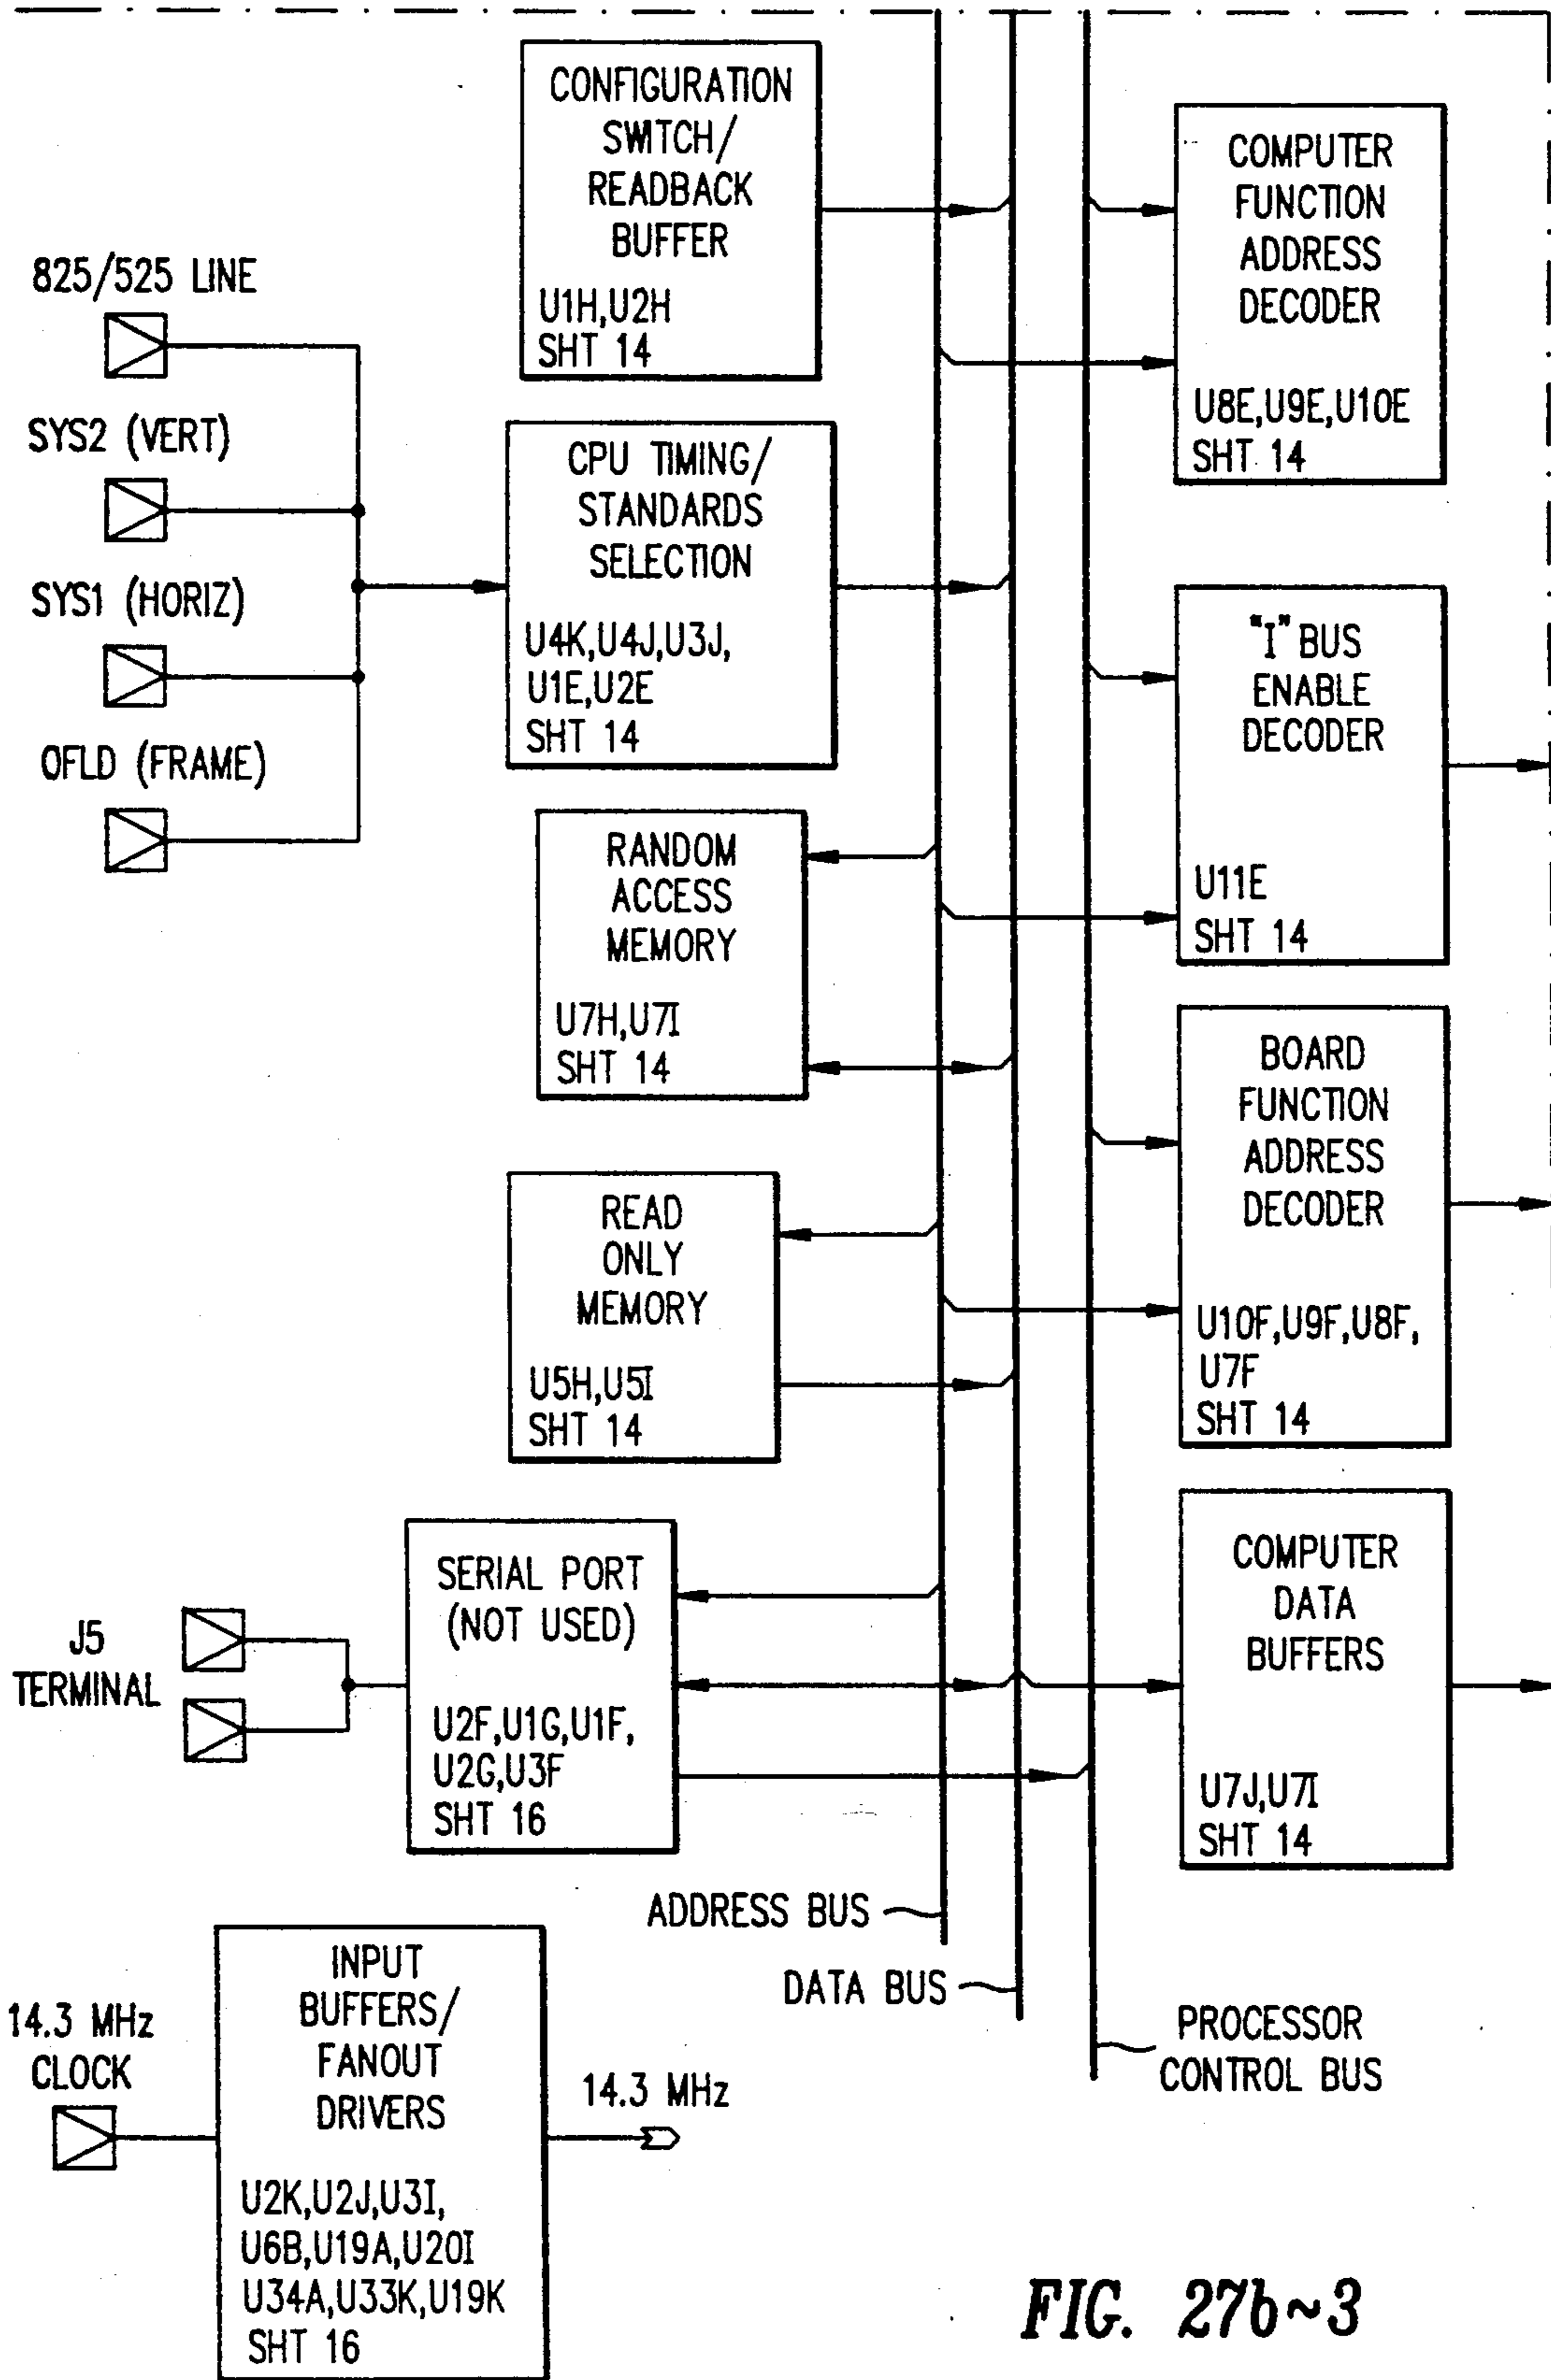 CONFIGURATION
SWITCH/
READBACK
BUFFER
U1H,U2H
SHT 14
COMPUTER
FUNCTION
ADDRESS
DECODER
U8E,U9E,U10E
SHT 14
825/525 LINE
SYS2 (VERT)
SYS1 (HORIZ)
OFLD (FRAME)
CPU TIMING/
STANDARDS
SELECTION
U4K,U4J,U3J,
U1E,U2E
SHT 14
"I" BUS
ENABLE
DECODER
U11E
SHT 14
RANDOM
ACCESS
MEMORY
U7H,U7I
SHT 14
BOARD
FUNCTION
ADDRESS
DECODER
U10F,U9F,U8F,
U7F
SHT 14
READ
ONLY
MEMORY
U5H,U5I
SHT 14
J5
TERMINAL
SERIAL PORT
(NOT USED)
U2F,U1G,U1F,
U2G,U3F
SHT 16
COMPUTER
DATA
BUFFERS
U7J,U7I
SHT 14
ADDRESS BUS
DATA BUS
PROCESSOR
CONTROL BUS
14.3 MHz
CLOCK
INPUT
BUFFERS/
FANOUT
DRIVERS
U2K,U2J,U3I,
U6B,U19A,U20I
U34A,U33K,U19K
SHT 16
14.3 MHz
FIG. 27b~3